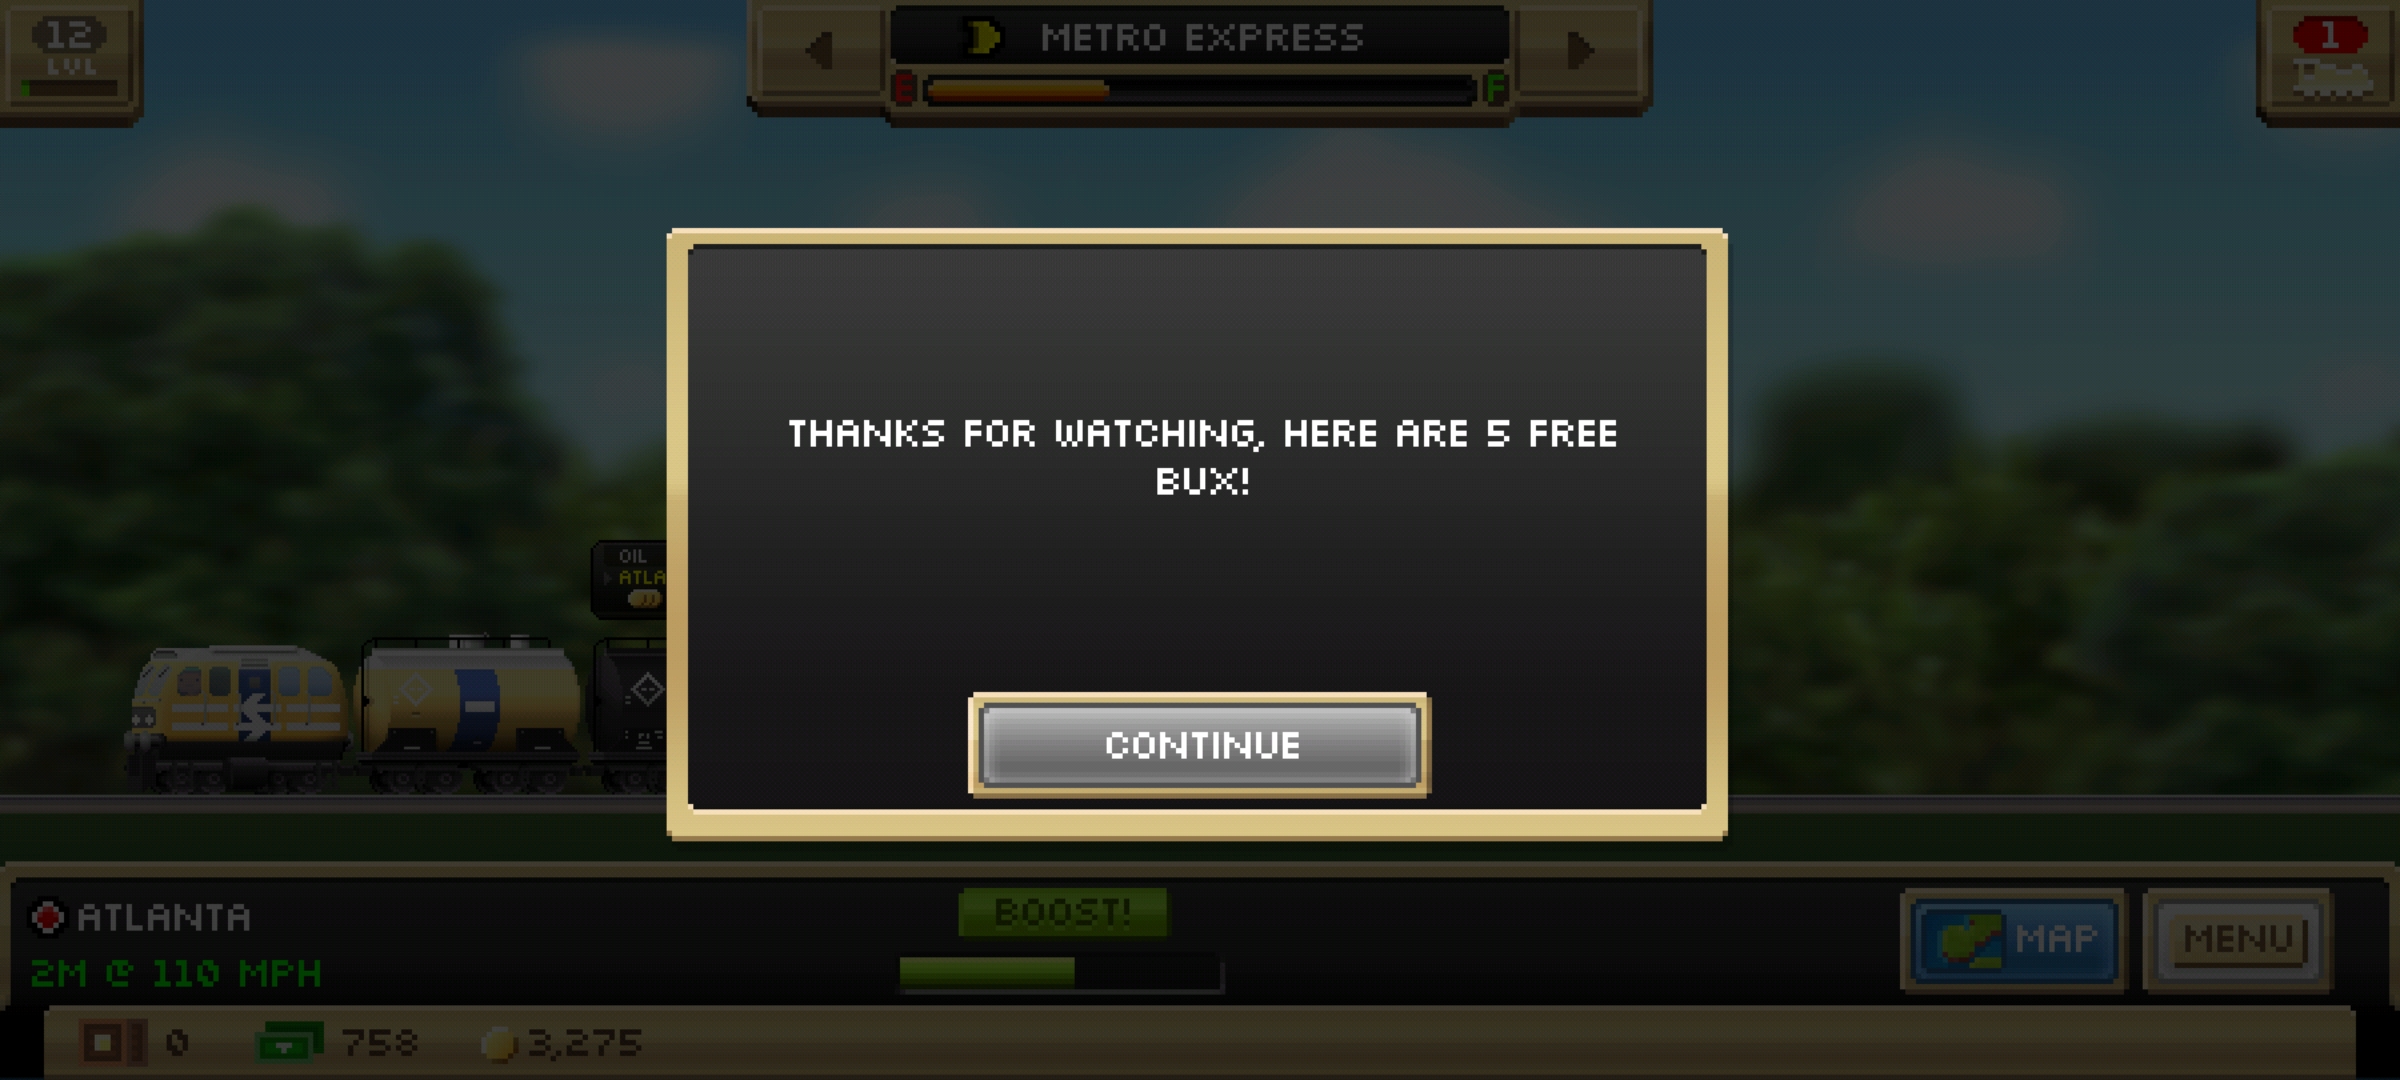 12
LVL
METRO EXPRESS
E
F
1
THANKS FOR WATCHING, HERE ARE 5 FREE
BUX!
OIL
ATLA
CONTINUE
ATLANTA
BOOST!
2M @ 110 MPH
MAP
MENU
0
758
3,275